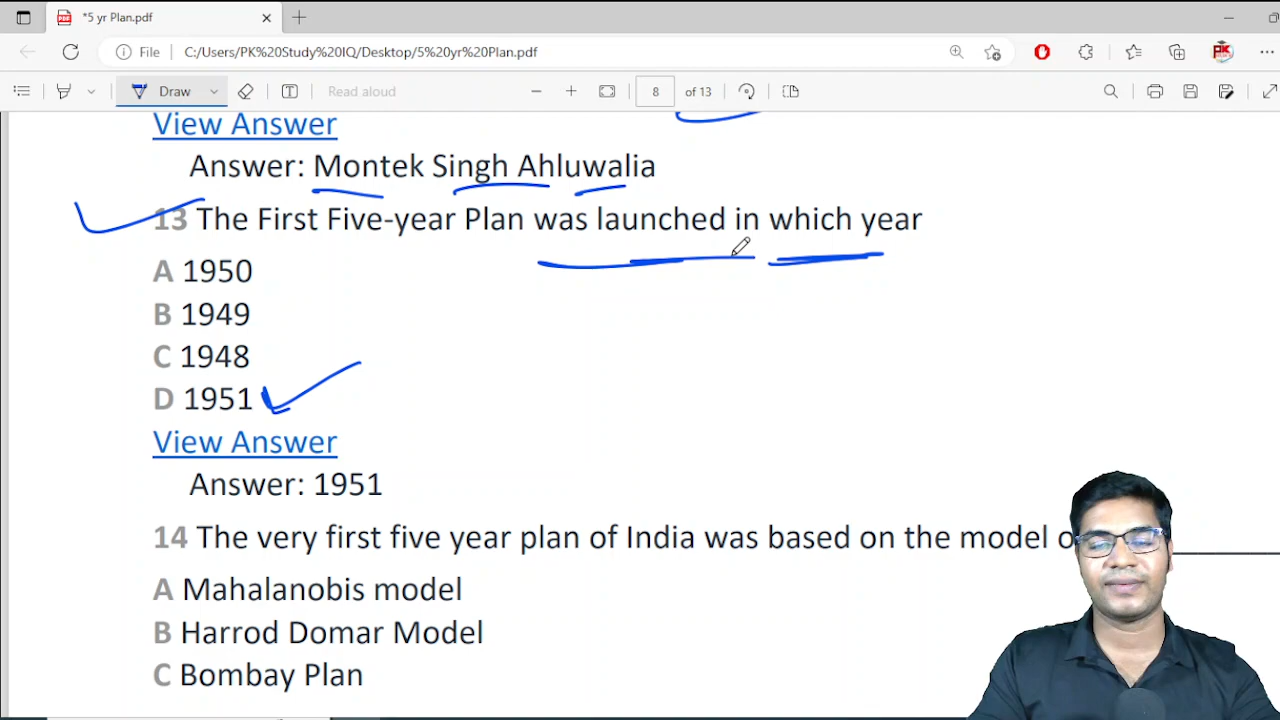 *5 yr Plan.pdf
File
C:/Users/PK%20Study%20IQ/Desktop/5%20yr%20Plan.pdf
PK
Draw
Read aloud
8 of 13
View Answer
Answer: Montek Singh Ahluwalia
13 The First Five-year Plan was launched in which year
A 1950
B 1949
C 1948
D 1951
View Answer
Answer: 1951
14 The very first five year plan of India was based on the model o
A Mahalanobis model
B Harrod Domar Model
C Bombay Plan